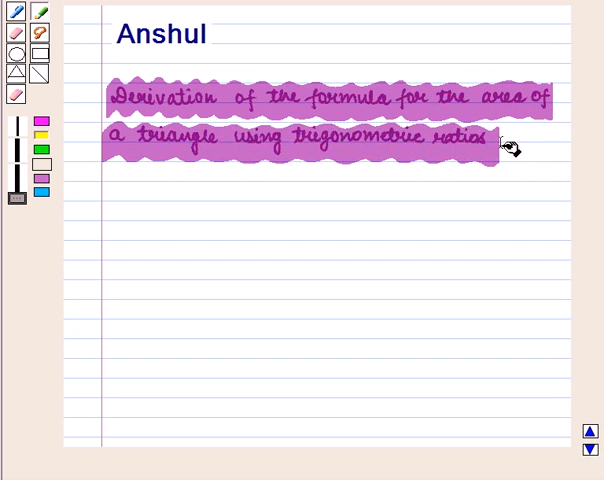 Anshul
Derivation of the formula for the area of
a triangle using trigonometric ratios